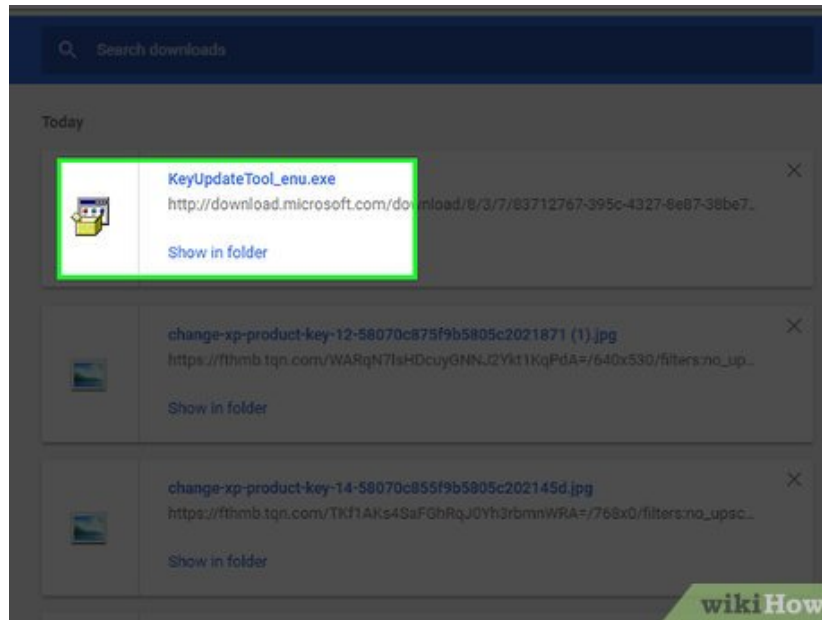 Search downloads
Today
KeyUpdateTool_enu.exe
http://download.microsoft.com/download/8/3/7/83712767-395c-4327-8e87-38be7..
Show in folder
change-xp-product-key-12-58070c875f9b5805c2021871 (1).jpg
https://fthmb.tqn.com/WARqN7IsHDcuyGNNJ2Ykt1KqPdA=/640x530/filters:no_up..
Show in folder
change-xp-product-key-14-58070c855f9b5805c202145d.jpg
https://fthmb.tqn.com/TKf1AKs4SaFGhRqJ0Yh3rbmnWRA=/768x0/filters:no_upsc..
Show in folder
wikiHow